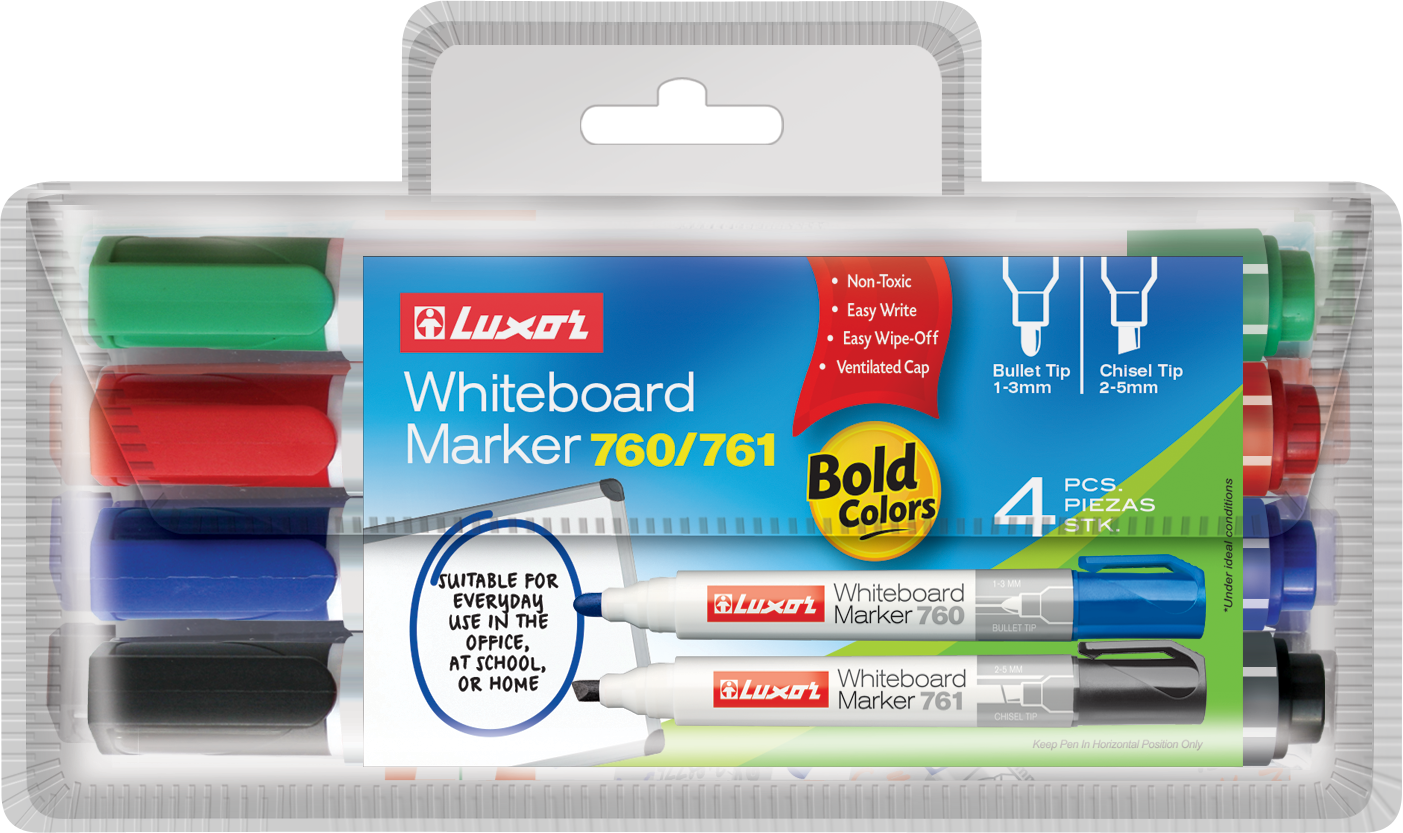 Luxor
Whiteboard
Marker 760/761
• Non-Toxic
• Easy Write
• Easy Wipe-Off
• Ventilated Cap
Bullet Tip
1-3mm
Chisel Tip
2-5mm
Bold
Colors
4 PCS.
PIEZAS
STK.
*Under ideal conditions
SUITABLE FOR
EVERYDAY
USE IN THE
OFFICE,
AT SCHOOL,
OR HOME
Luxor
Whiteboard
Marker 760
1-3 MM
BULLET TIP
Luxor
Whiteboard
Marker 761
2-5 MM
CHISEL TIP
Keep Pen In Horizontal Position Only